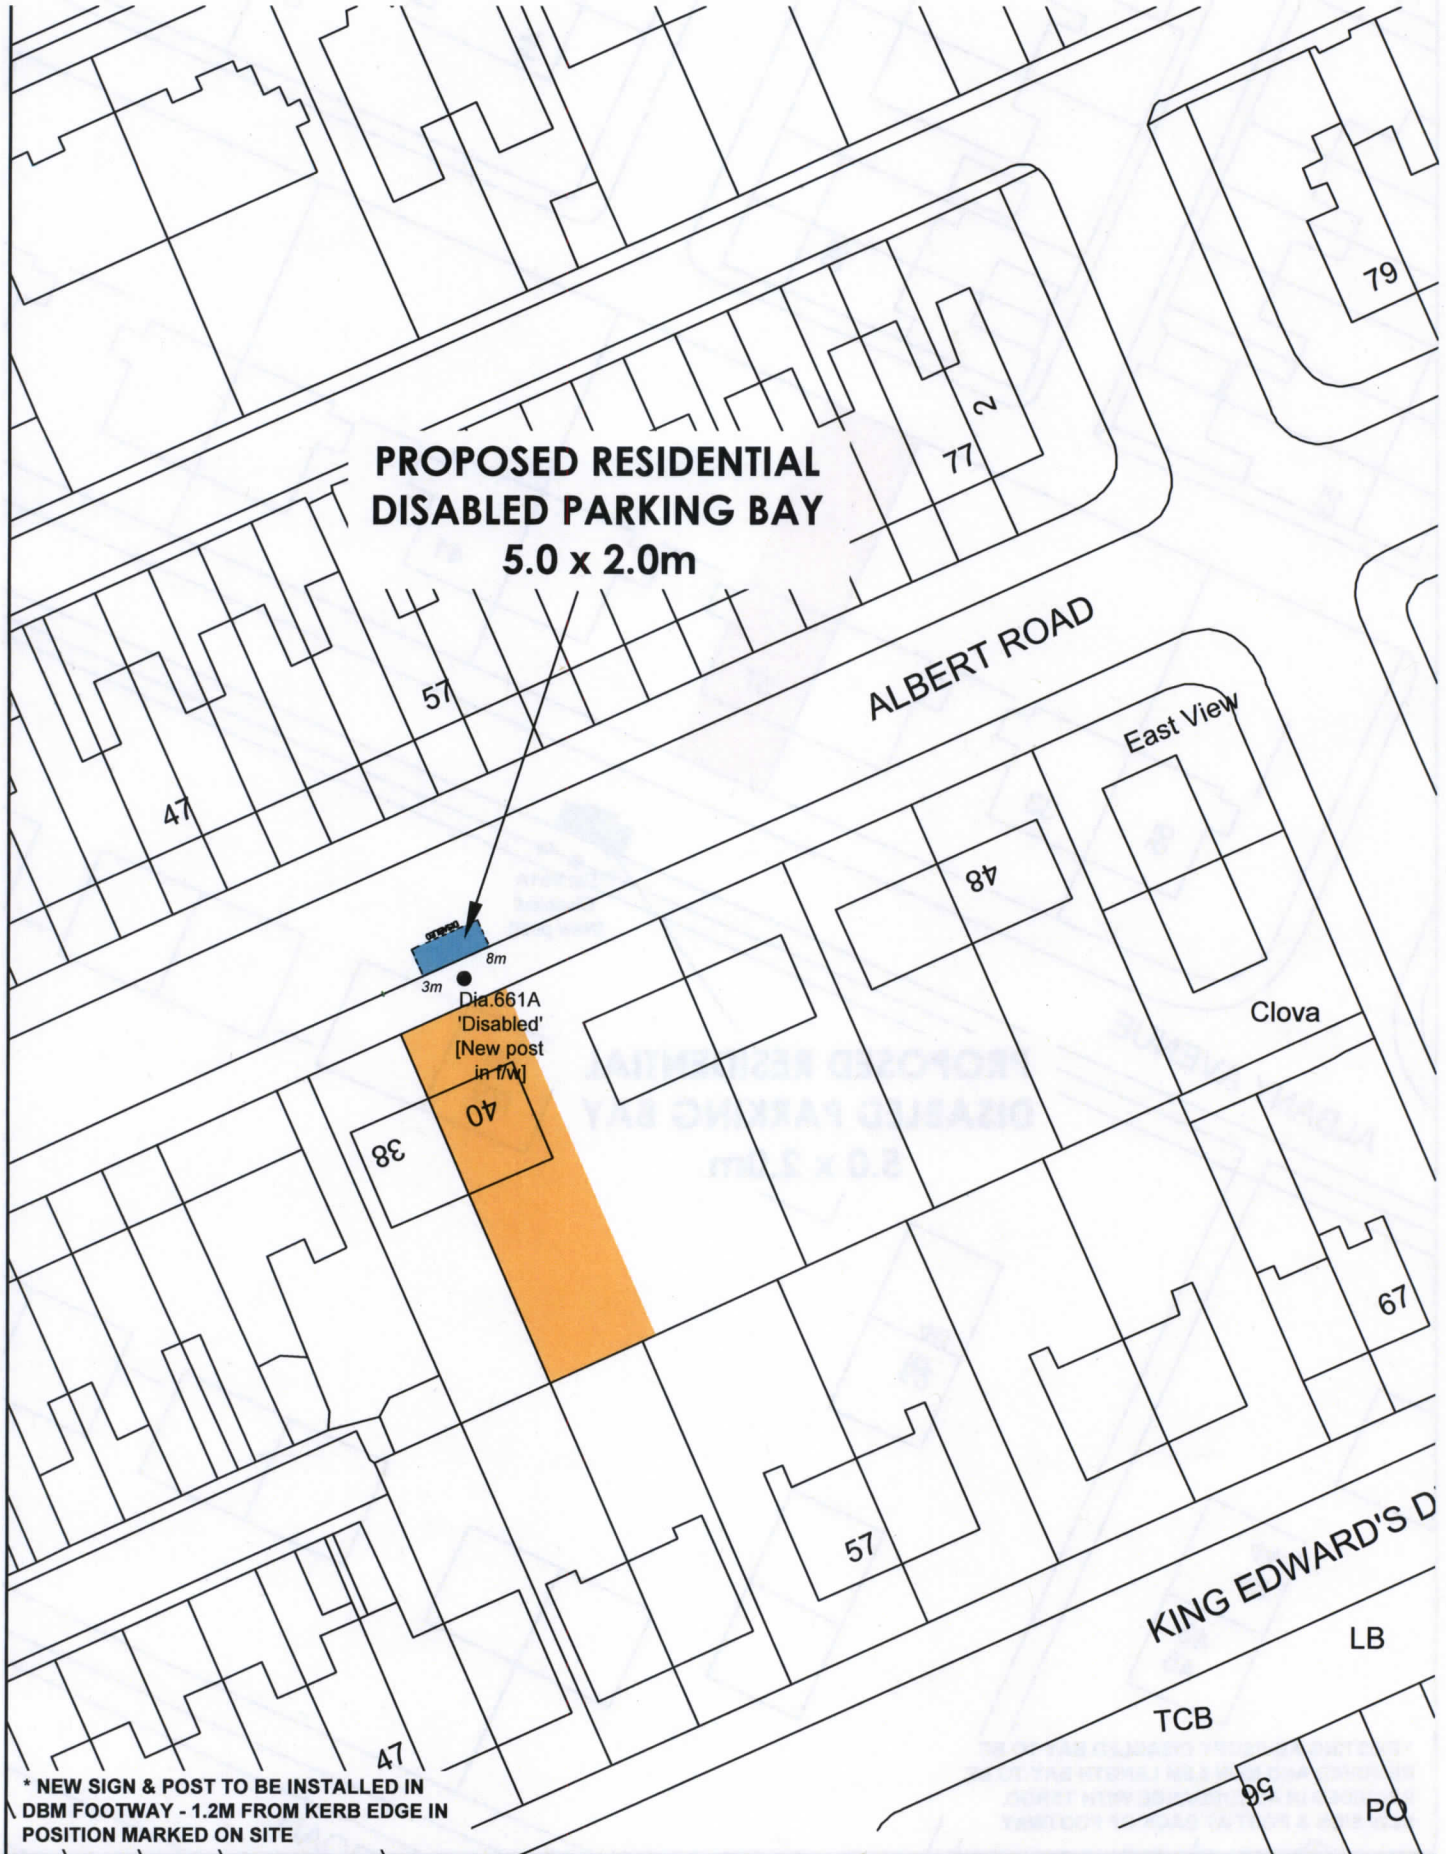 79
2
77
PROPOSED RESIDENTIAL
DISABLED PARKING BAY
5.0 x 2.0m
ALBERT ROAD
57
East View
47
48
DISABLED
8m
3m
Dia.661A
'Disabled'
[New post
in f/w]
Clova
40
38
67
57
KING EDWARD'S D
LB
TCB
47
56
PO
* NEW SIGN & POST TO BE INSTALLED IN
DBM FOOTWAY - 1.2M FROM KERB EDGE IN
POSITION MARKED ON SITE